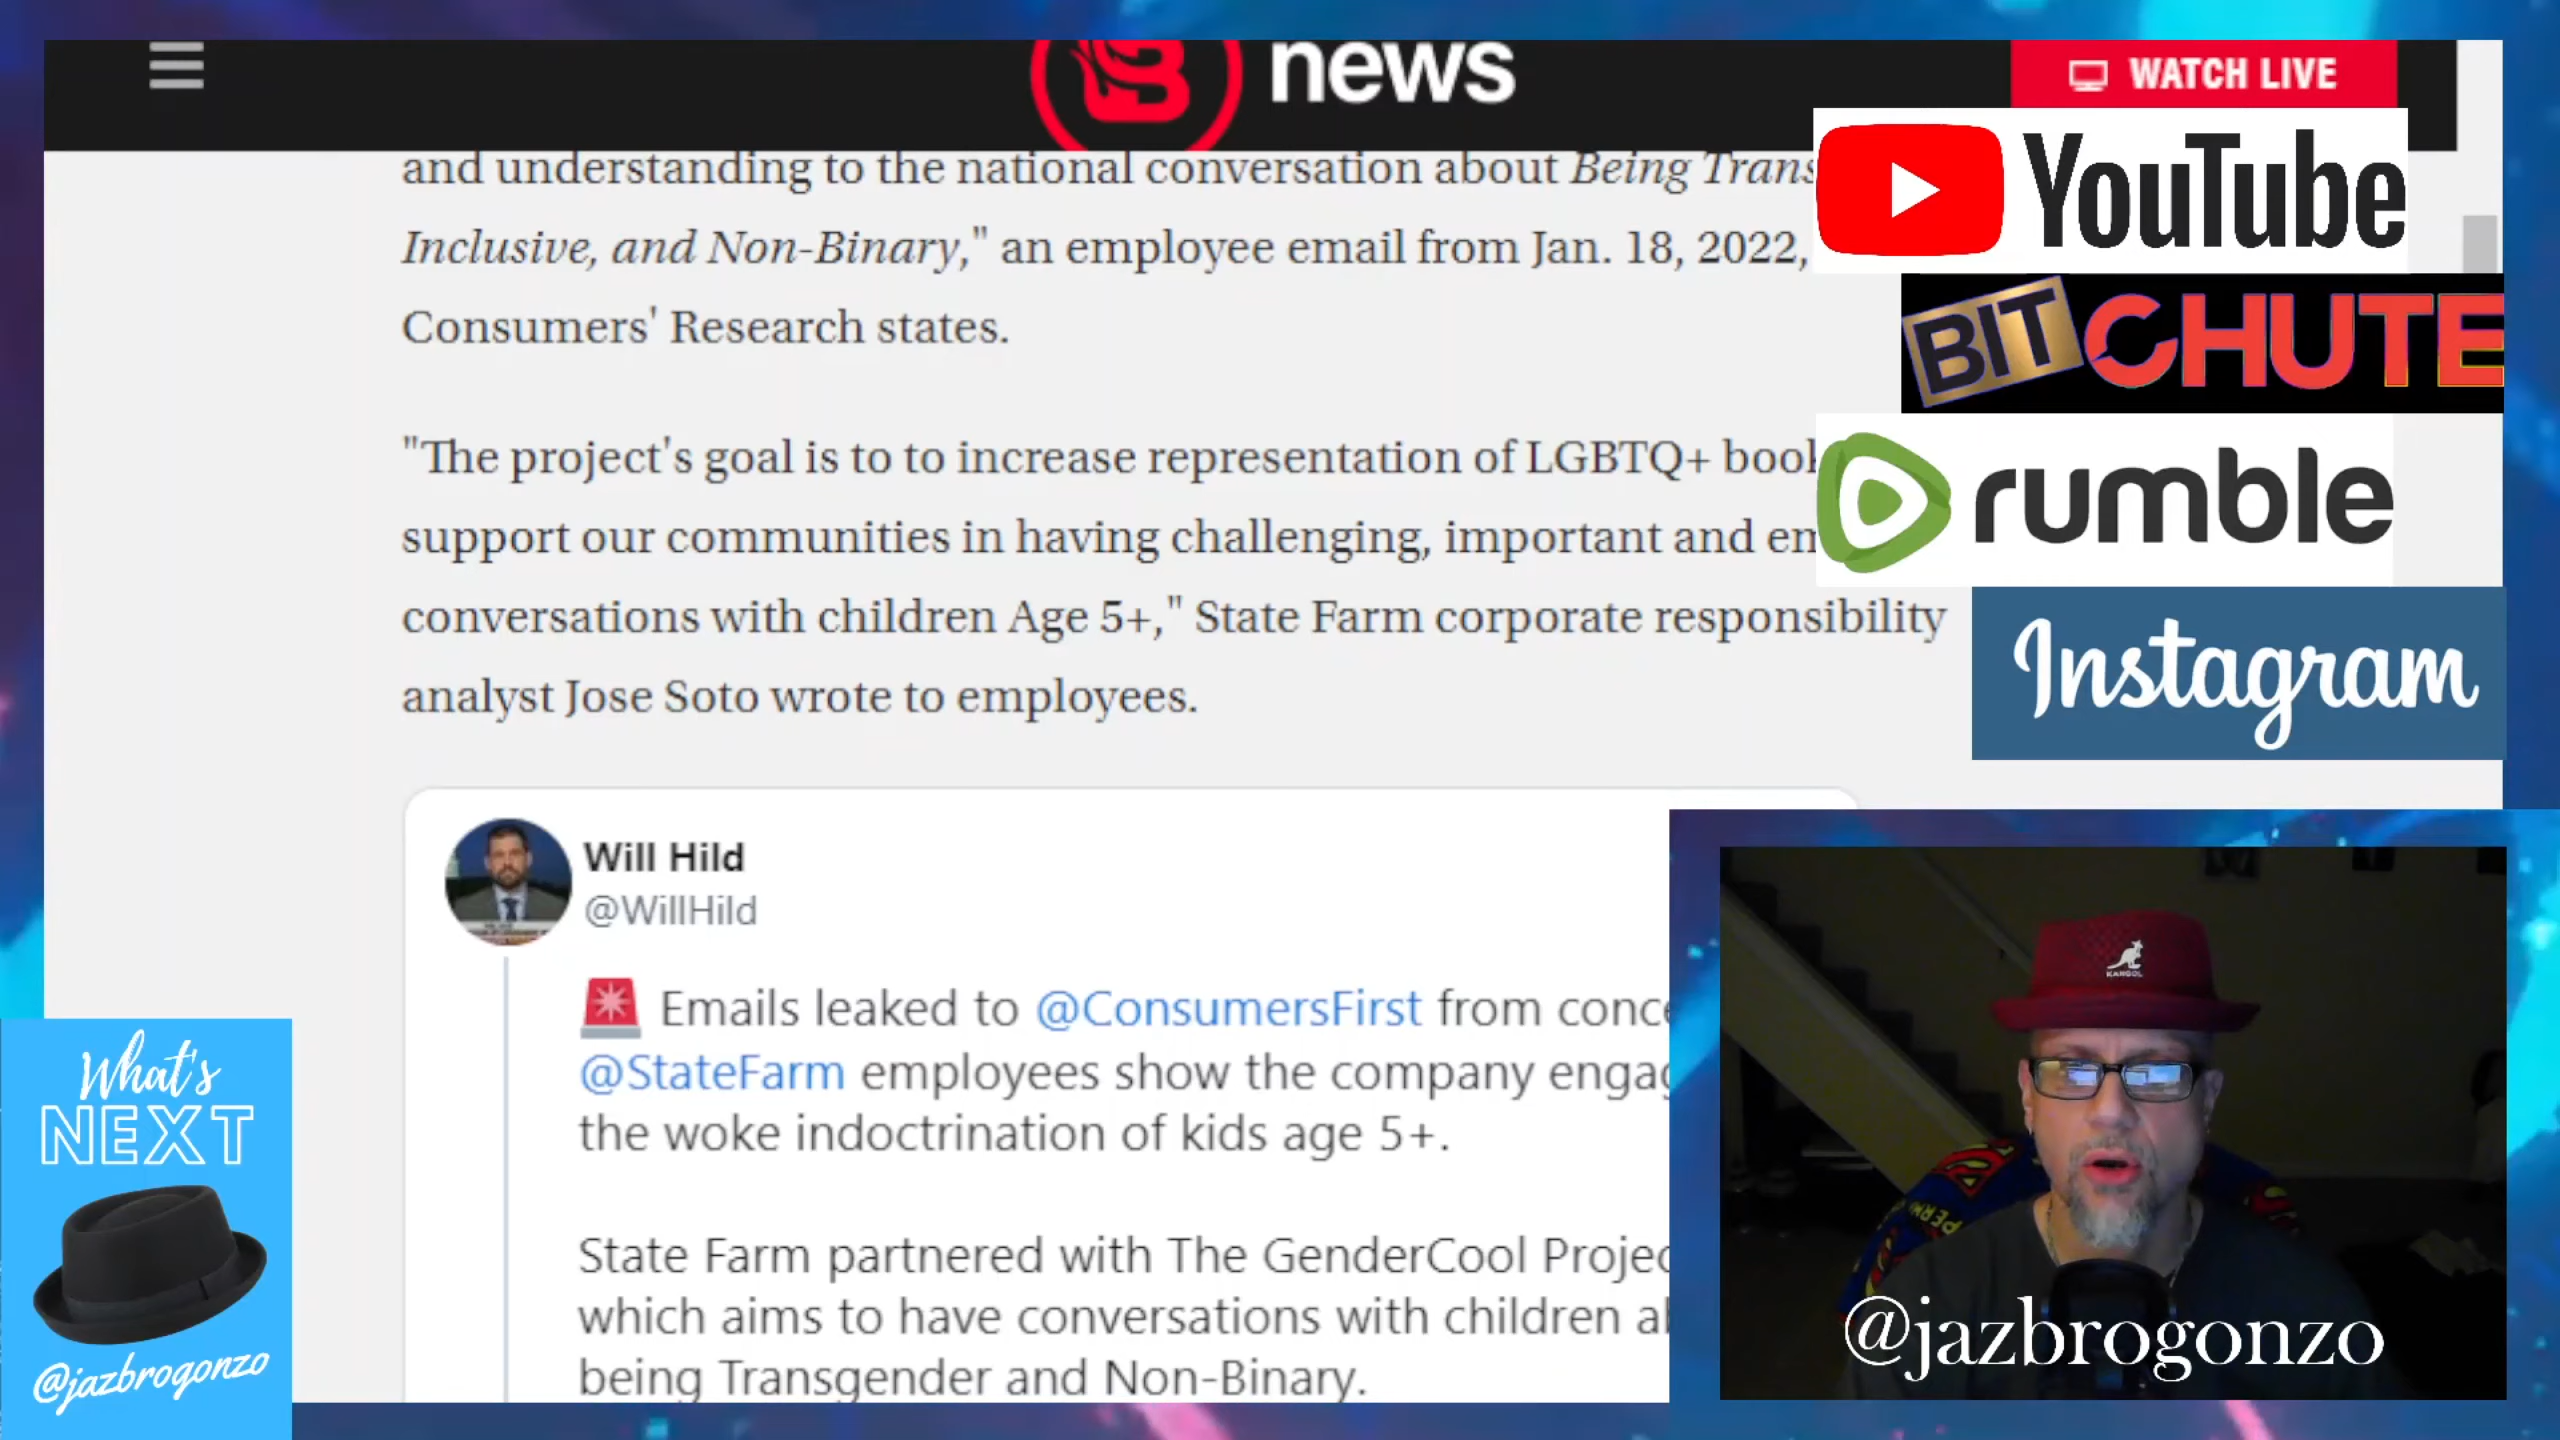 news
WATCH LIVE
and understanding to the national conversation about Being Trans
Inclusive, and Non-Binary," an employee email from Jan. 18, 2022,
Consumers' Research states.
"The project's goal is to to increase representation of LGBTQ+ book
support our communities in having challenging, important and em
conversations with children Age 5+," State Farm corporate responsibility
analyst Jose Soto wrote to employees.
YouTube
BITCHUTE
rumble
Instagram
Will Hild
@WillHild
Emails leaked to @ConsumersFirst from conce
@StateFarm employees show the company engag
the woke indoctrination of kids age 5+.
State Farm partnered with The GenderCool Projec
which aims to have conversations with children a
being Transgender and Non-Binary.
What's
NEXT
@jazbrogonzo
KANGOL
@jazbrogonzo